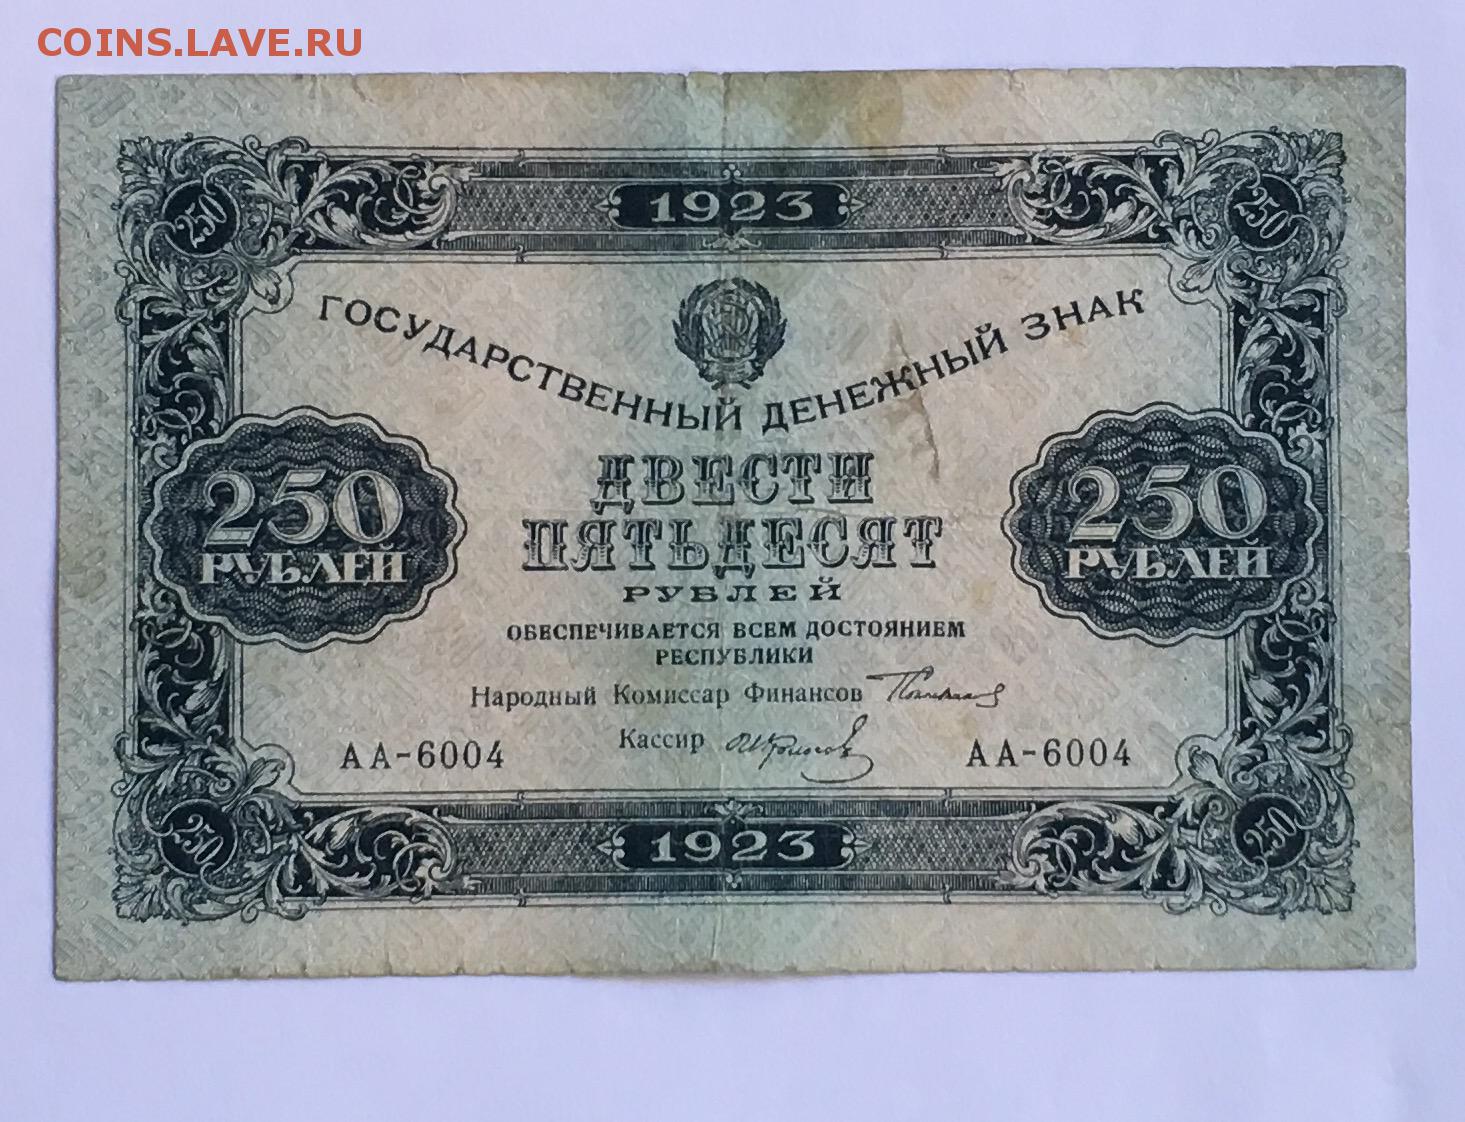 COINS.LAVE.RU
1923
250 250
ГОСУДАРСТВЕННЫЙ ДЕНЕЖНЫЙ ЗНАК
250 РУБЛЕЙ
ДВЕСТИ
ПЯТЬДЕСЯТ
РУБЛЕЙ
250 РУБЛЕЙ
ОБЕСПЕЧИВАЕТСЯ ВСЕМ ДОСТОЯНИЕМ
РЕСПУБЛИКИ
Народный Комиссар Финансов
Кассир
АА-6004 АА-6004
250 250
1923